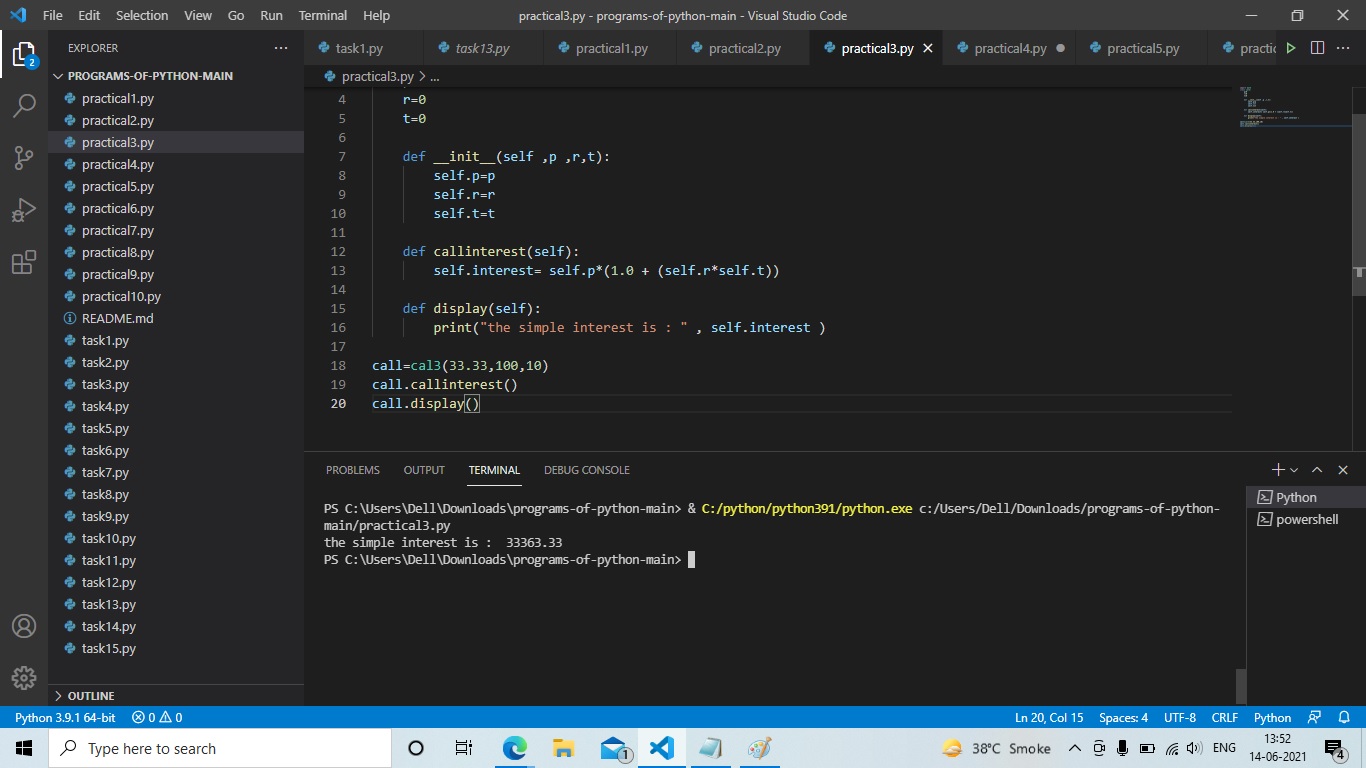 File Edit Selection View Go Run Terminal Help practical3.py - programs-of-python-main - Visual Studio Code
EXPLORER ...
task1.py task13.py practical1.py practical2.py practical3.py practical4.py practical5.py practic
PROGRAMS-OF-PYTHON-MAIN
practical3.py > ...
2
practical1.py
practical2.py
practical3.py
practical4.py
practical5.py
practical6.py
practical7.py
practical8.py
practical9.py
practical10.py
README.md
task1.py
task2.py
task3.py
task4.py
task5.py
task6.py
task7.py
task8.py
task9.py
task10.py
task11.py
task12.py
task13.py
task14.py
task15.py
OUTLINE
4 r=0
5 t=0
6
7 def __init__(self ,p ,r,t):
8 self.p=p
9 self.r=r
10 self.t=t
11
12 def callinterest(self):
13 self.interest= self.p*(1.0 + (self.r*self.t))
14
15 def display(self):
16 print("the simple interest is : " , self.interest )
17
18 call=cal3(33.33,100,10)
19 call.callinterest()
20 call.display()
PROBLEMS OUTPUT TERMINAL DEBUG CONSOLE
PS C:\Users\Dell\Downloads\programs-of-python-main> & C:/python/python391/python.exe c:/Users/Dell/Downloads/programs-of-python-
main/practical3.py
the simple interest is :  33363.33
PS C:\Users\Dell\Downloads\programs-of-python-main>
Python
powershell
Python 3.9.1 64-bit 0 0 Ln 20, Col 15 Spaces: 4 UTF-8 CRLF Python
Type here to search 1 38°C Smoke ENG 13:52
14-06-2021 4